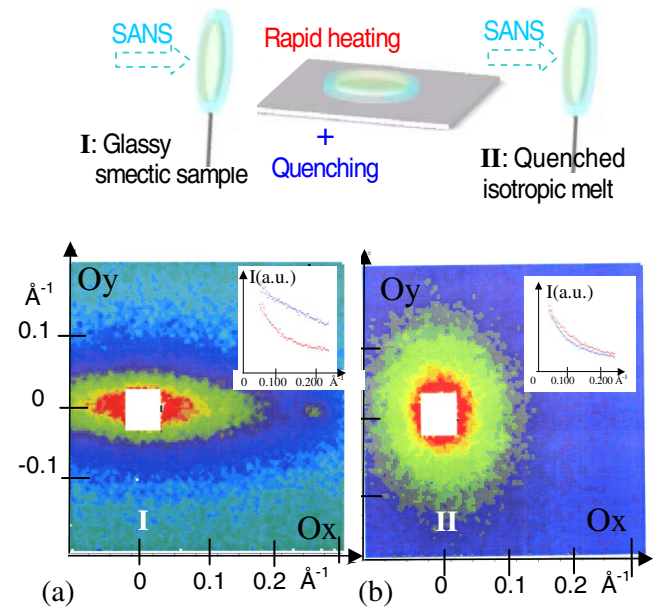 SANS
Rapid heating
SANS
I: Glassy
smectic sample
+
Quenching
II: Quenched
isotropic melt
Oy
Å-1
0.1
0
-0.1
I(a.u.)
0.100 0.200 Å-1
I
Ox
0 0.1 0.2 Å-1
(a)
Oy
I(a.u.)
0.100 0.200 Å-1
II
Ox
0 0.1 0.2 Å-1
(b)